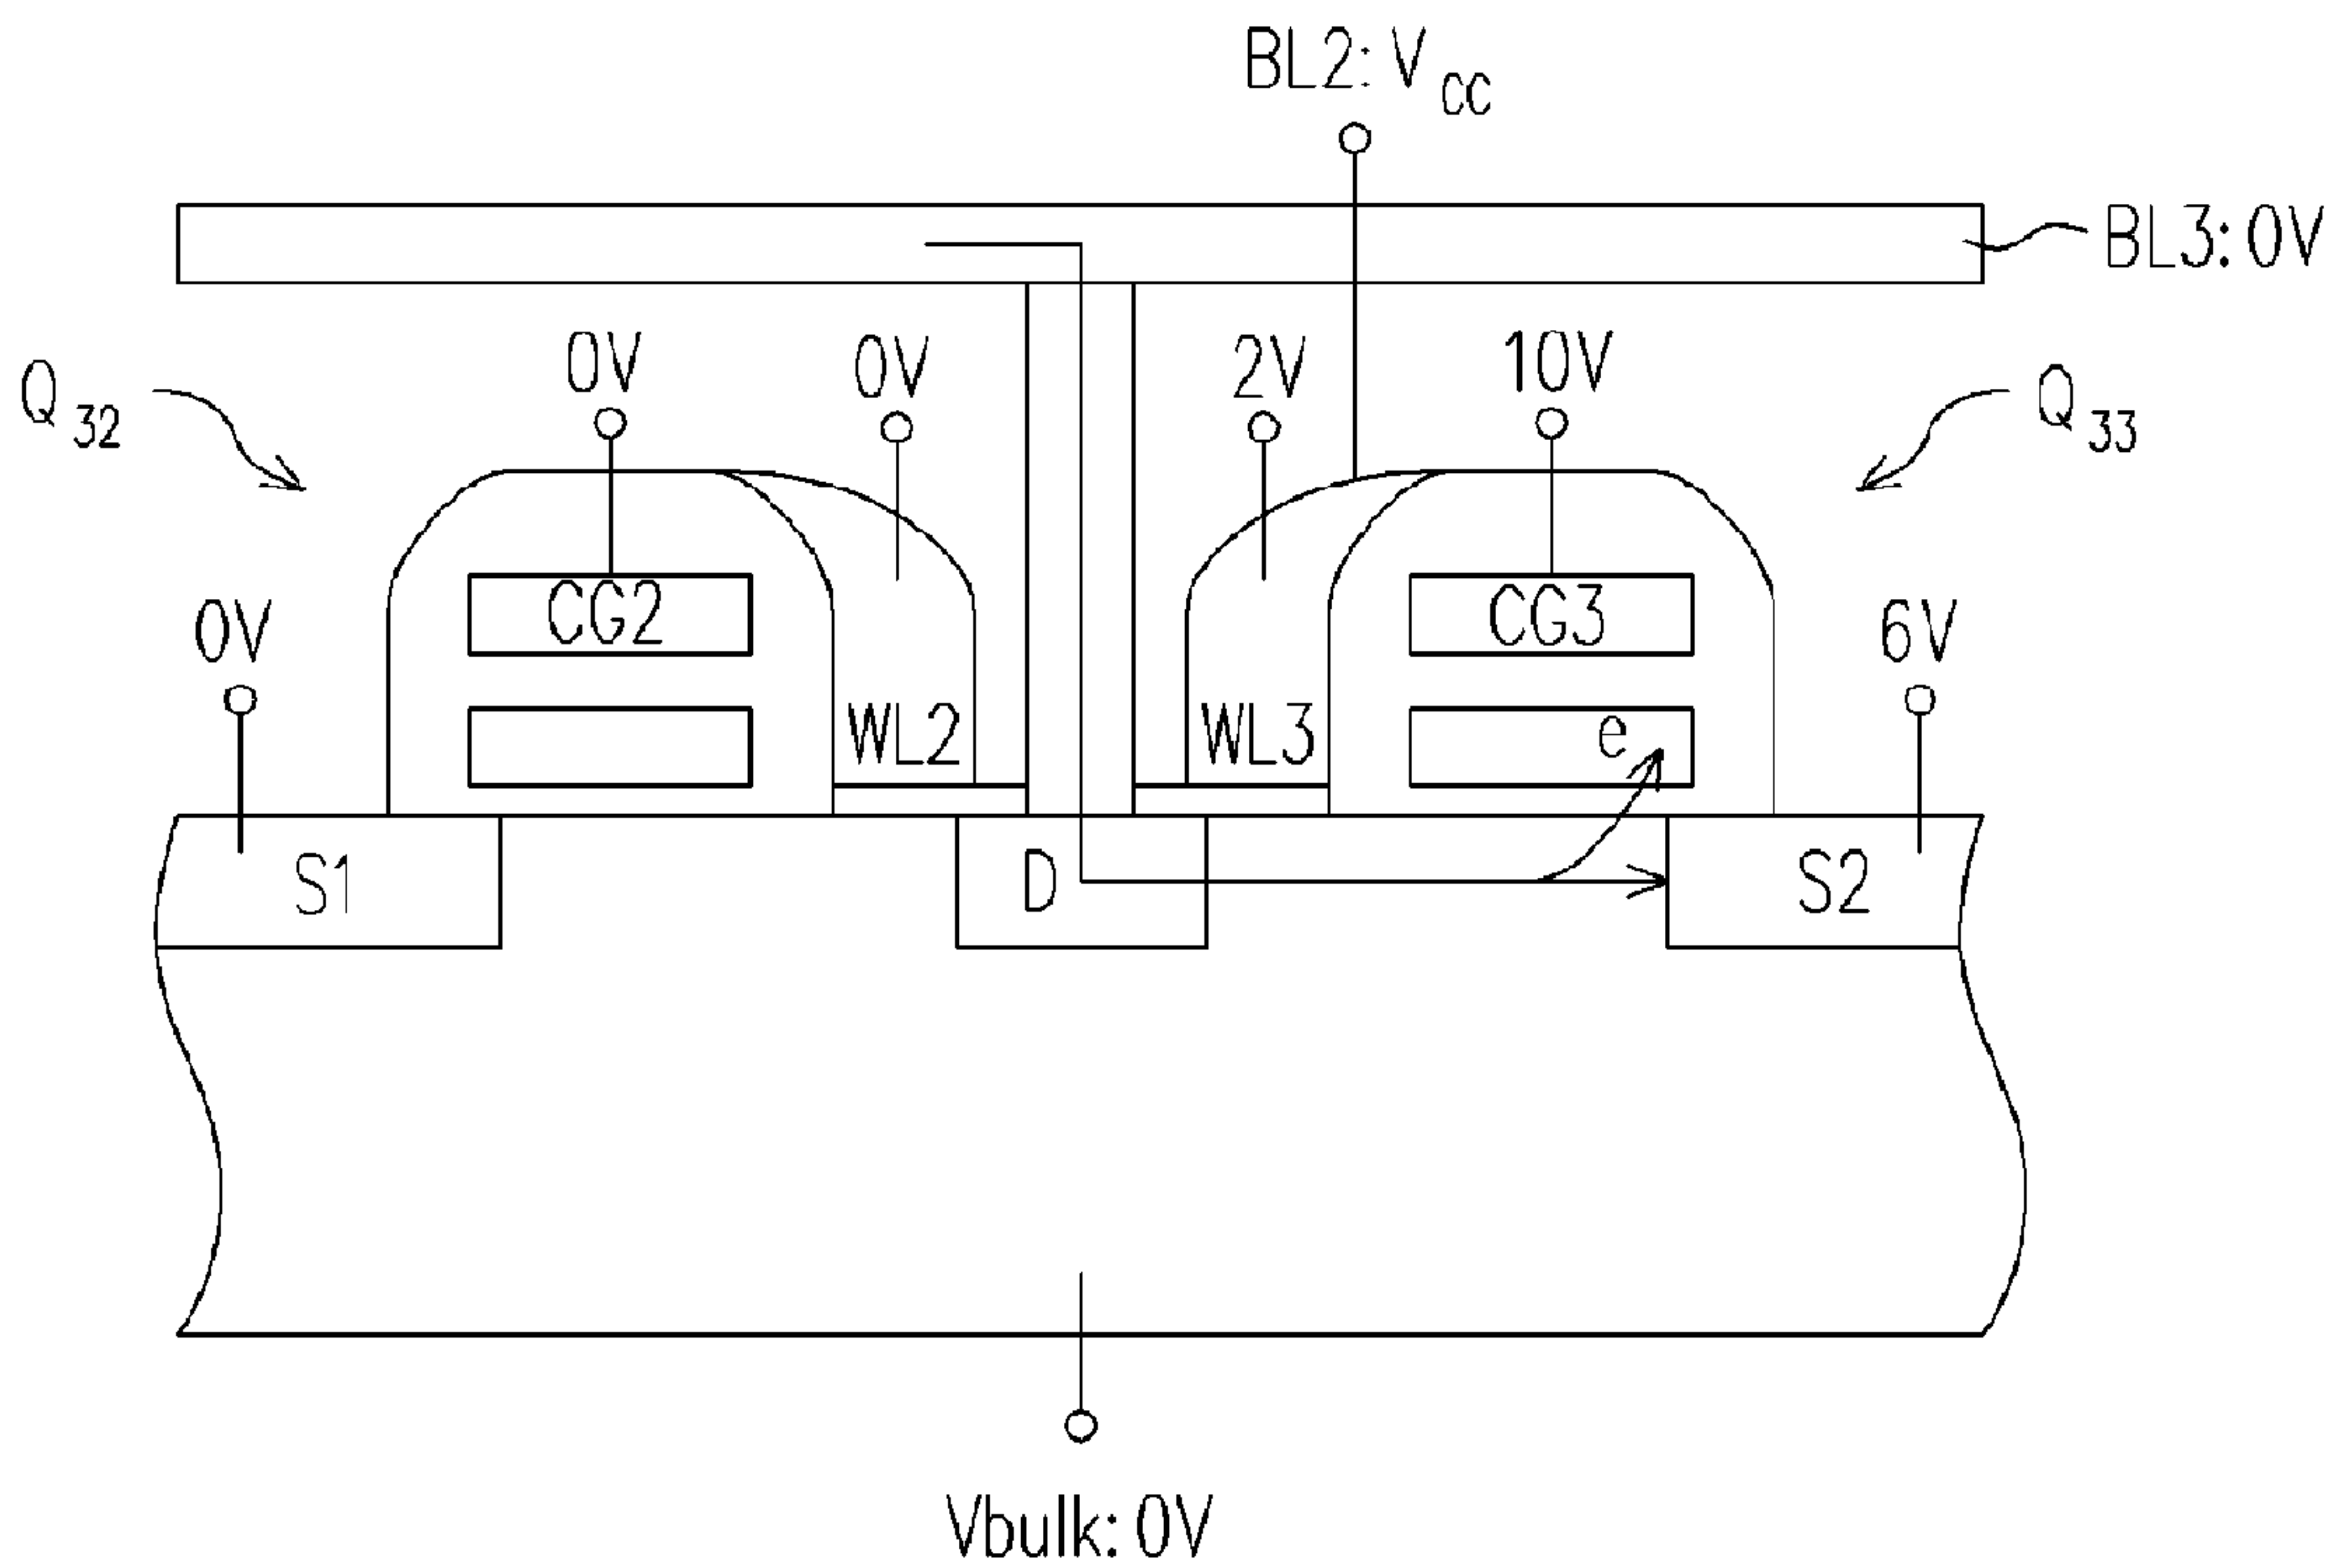 BL2: VCC
BL3: 0V
0V 0V 2V 10V
Q32 Q33
0V CG2 CG3 6V
WL2 WL3 e
S1 D S2
Vbulk: 0V